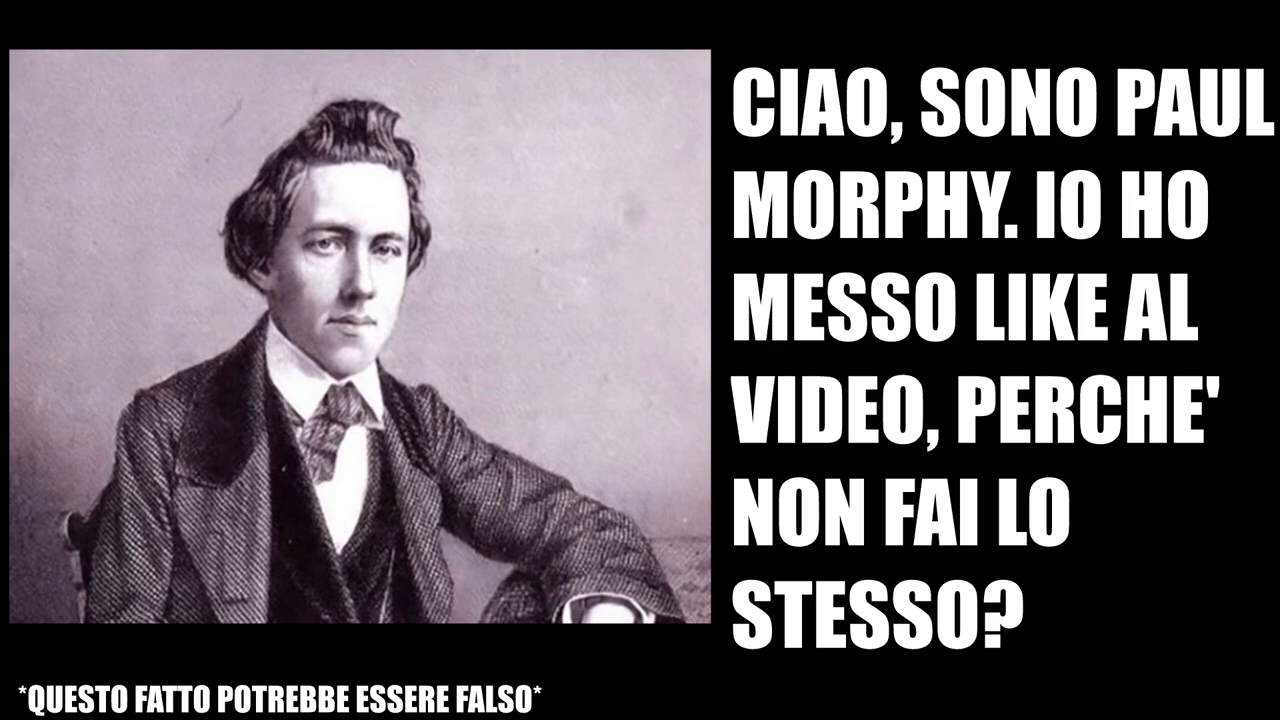 CIAO, SONO PAUL
MORPHY. IO HO
MESSO LIKE AL
VIDEO, PERCHE'
NON FAI LO
STESSO?
*QUESTO FATTO POTREBBE ESSERE FALSO*